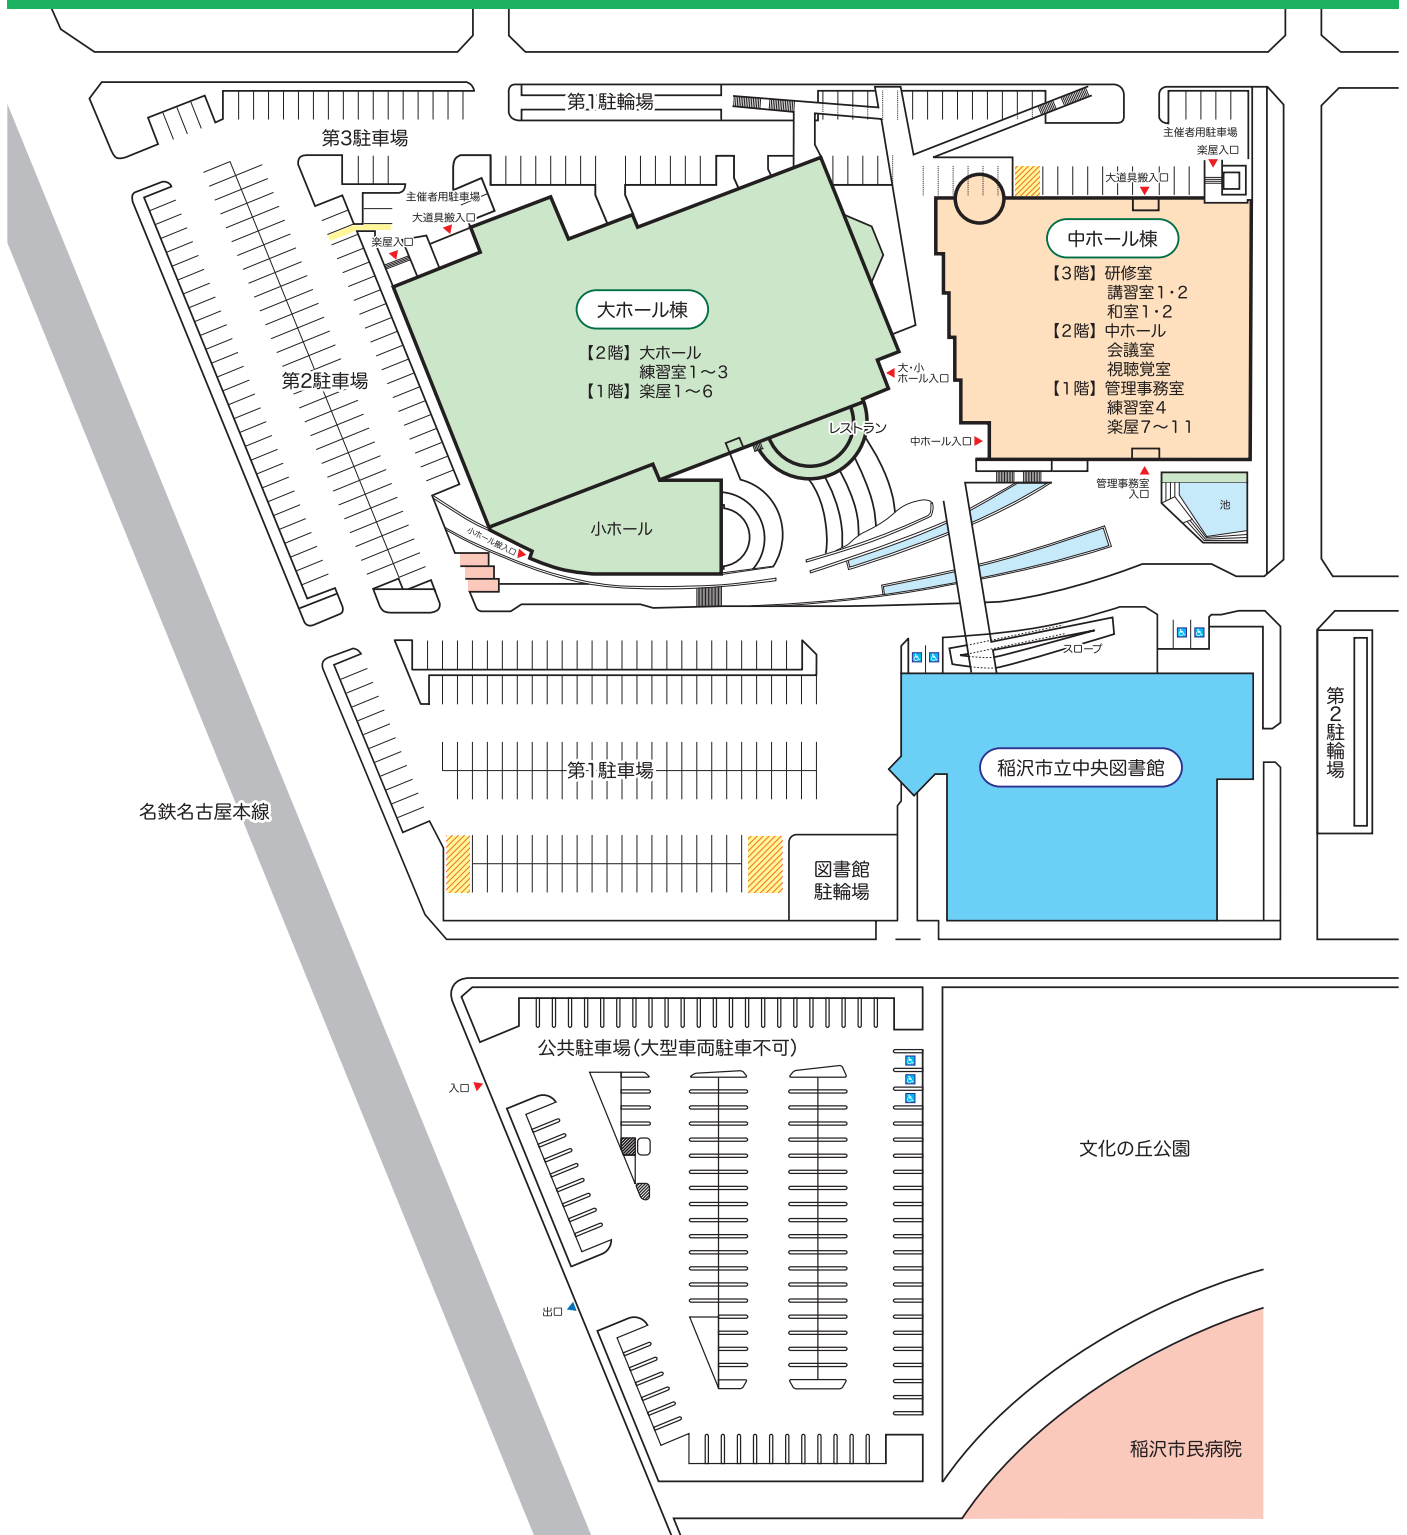 第1駐輪場
第3駐車場
主催者用駐車場
楽屋入口
大道具搬入口
主催者用駐車場
大道具搬入口
楽屋入口
中ホール棟
【3階】研修室
講習室1・2
和室1・2
【2階】中ホール
会議室
視聴覚室
【1階】管理事務室
練習室4
楽屋7〜11
大ホール棟
【2階】大ホール
練習室1〜3
【1階】楽屋1〜6
第2駐車場
大・小
ホール入口
レストラン
中ホール入口
管理事務室
入口
池
小ホール
小ホール搬入口
スロープ
第2駐輪場
第1駐車場
稲沢市立中央図書館
名鉄名古屋本線
図書館
駐輪場
公共駐車場(大型車両駐車不可)
入口
文化の丘公園
出口
稲沢市民病院